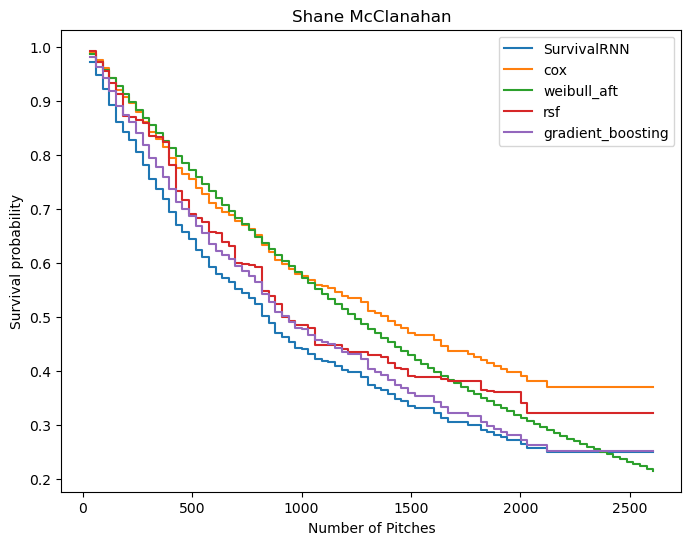 Shane McClanahan
SurvivalRNN
cox
weibull_aft
rsf
gradient_boosting
Survival probability
1.0
0.9
0.8
0.7
0.6
0.5
0.4
0.3
0.2
0
500
1000
1500
2000
2500
Number of Pitches